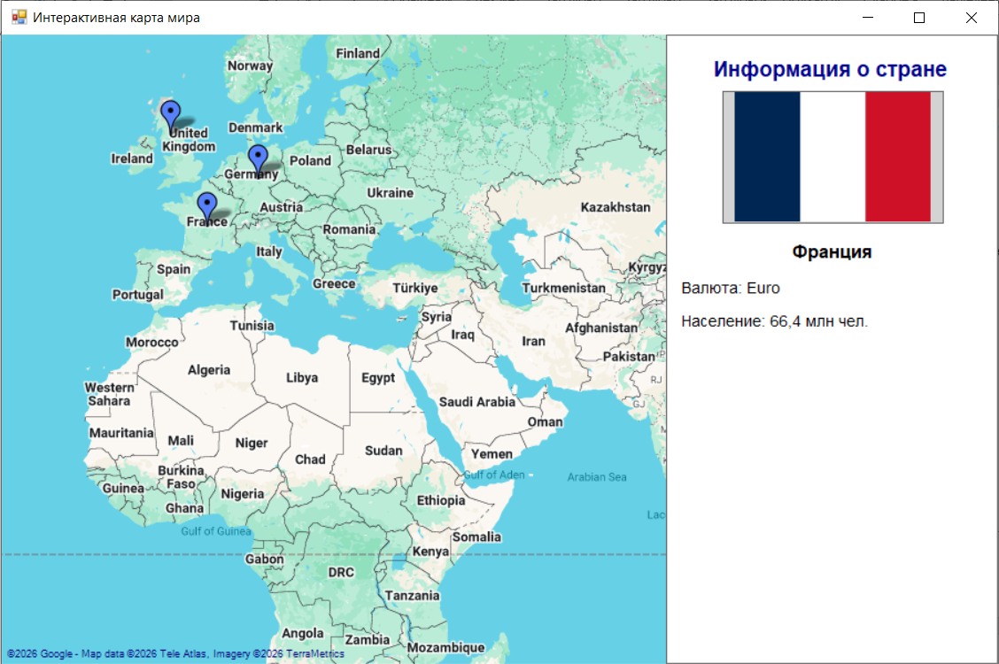 Интерактивная карта мира
Finland
Norway
United
Kingdom
Denmark
Ireland
Belarus
Poland
Germany
Ukraine
Austria
Kazakhstan
France
Romania
Italy
Spain
Kyrgyz
Greece
Türkiye
Turkmenistan
Portugal
Syria
Tunisia
Afghanistan
Iraq
Iran
Morocco
Pakistan
Algeria
Libya
Egypt
RJ
Western
Sahara
Saudi Arabia
GJ
Oman
Mauritania
Mali
Niger
Sudan
Yemen
Chad
Burkina
Faso
Gulf of Aden
Arabian Sea
Guinea
Nigeria
Ethiopia
Ghana
Lac
Gulf of Guinea
Somalia
Kenya
Gabon
DRC
Tanzania
Angola
Zambia
Mozambique
©2026 Google - Map data ©2026 Tele Atlas, Imagery ©2026 TerraMetrics
Информация о стране
Франция
Валюта: Euro
Население: 66,4 млн чел.